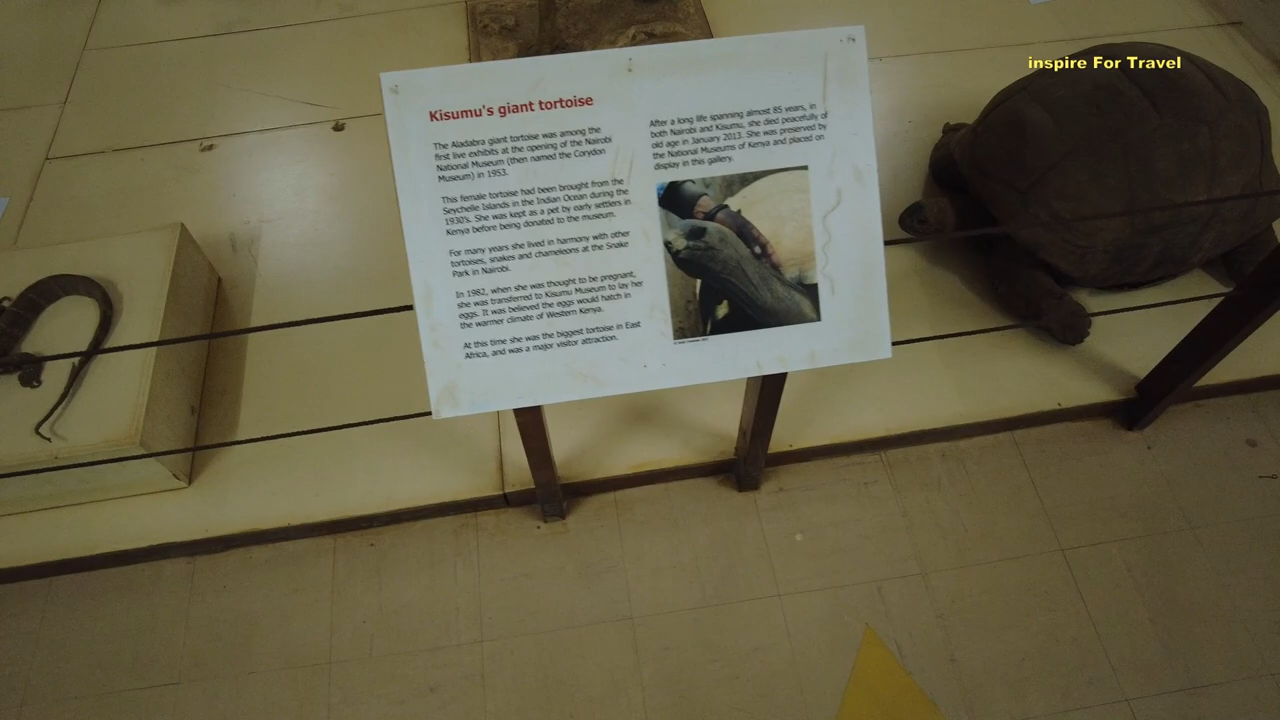 inspire For Travel
Kisumu's giant tortoise
The Aladabra giant tortoise was among the
first live exhibits at the opening of the Nairobi
National Museum (then named the Corydon
Museum) in 1953.
This female tortoise had been brought from the
Seychelle Islands in the Indian Ocean during the
1930's. She was kept as a pet by early settlers in
Kenya before being donated to the museum.
For many years she lived in harmony with other
tortoises, snakes and chameleons at the Snake
Park in Nairobi.
In 1982, when she was thought to be pregnant,
she was transferred to Kisumu Museum to lay her
eggs. It was believed the eggs would hatch in
the warmer climate of Western Kenya.
At this time she was the biggest tortoise in East
Africa, and was a major visitor attraction.
After a long life spanning almost 85 years, in
both Nairobi and Kisumu, she died peacefully of
old age in January 2013. She was preserved by
the National Museums of Kenya and placed on
display in this gallery.